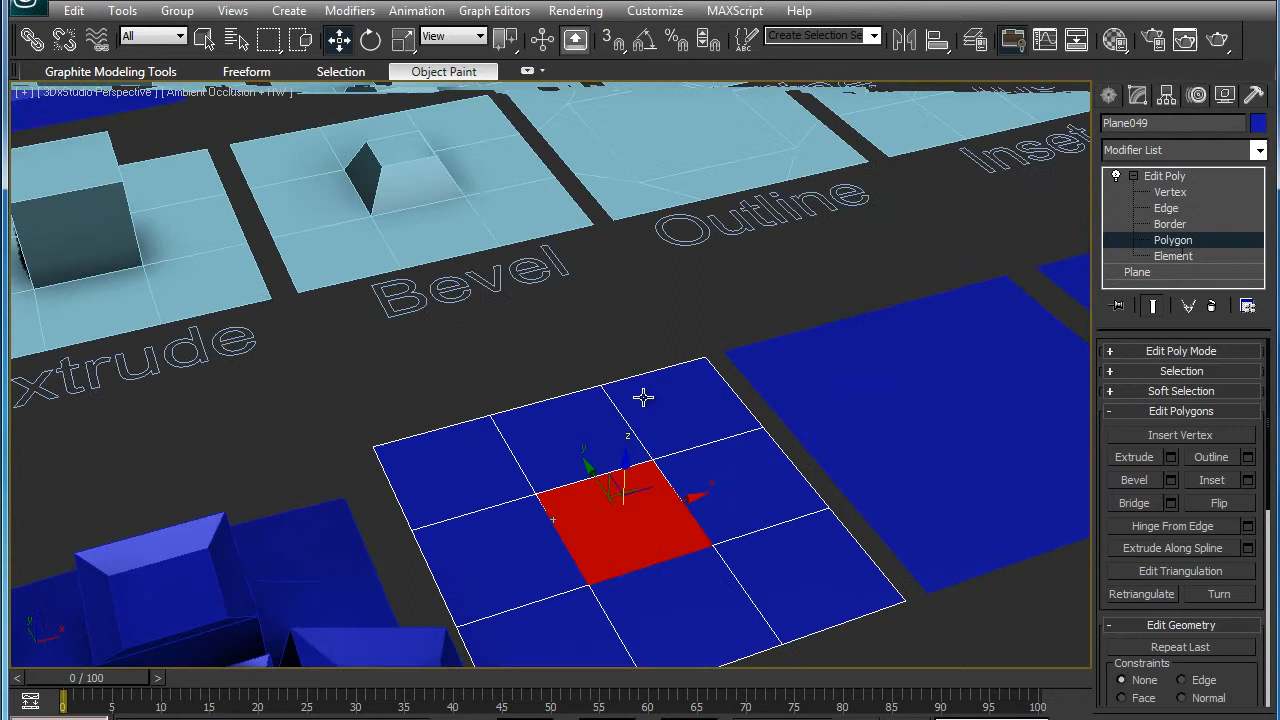 Edit Tools Group Views Create Modifiers Animation Graph Editors Rendering Customize MAXScript Help
All View 3 Create Selection Se
Graphite Modeling Tools Freeform Selection Object Paint
[ + ] [ 3DxStudio Perspective ] [ Ambient Occlusion + HW ]
Inset
Outline
Bevel
xtrude
z
y
x
y
x
Plane049
Modifier List
Edit Poly
Vertex
Edge
Border
Polygon
Element
Plane
+ Edit Poly Mode
+ Selection
+ Soft Selection
- Edit Polygons
Insert Vertex
Extrude Outline
Bevel Inset
Bridge Flip
Hinge From Edge
Extrude Along Spline
Edit Triangulation
Retriangulate Turn
- Edit Geometry
Repeat Last
Constraints
None Edge
Face Normal
< 0 / 100 >
0 5 10 15 20 25 30 35 40 45 50 55 60 65 70 75 80 85 90 95 100